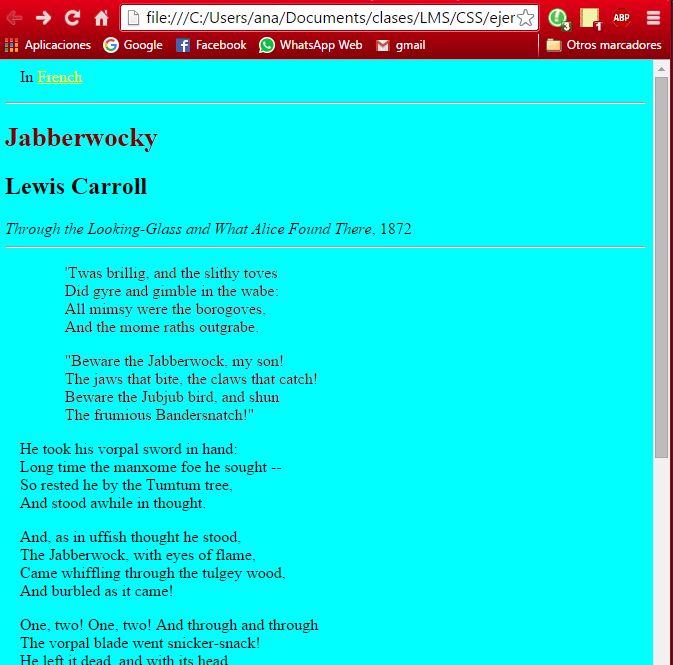 file:///C:/Users/ana/Documents/clases/LMS/CSS/ejer
3
1
ABP
Aplicaciones Google Facebook WhatsApp Web gmail Otros marcadores
In French
Jabberwocky
Lewis Carroll
Through the Looking-Glass and What Alice Found There, 1872
'Twas brillig, and the slithy toves
Did gyre and gimble in the wabe:
All mimsy were the borogoves,
And the mome raths outgrabe.
"Beware the Jabberwock, my son!
The jaws that bite, the claws that catch!
Beware the Jubjub bird, and shun
The frumious Bandersnatch!"
He took his vorpal sword in hand:
Long time the manxome foe he sought --
So rested he by the Tumtum tree,
And stood awhile in thought.
And, as in uffish thought he stood,
The Jabberwock, with eyes of flame,
Came whiffling through the tulgey wood,
And burbled as it came!
One, two! One, two! And through and through
The vorpal blade went snicker-snack!
He left it dead, and with its head